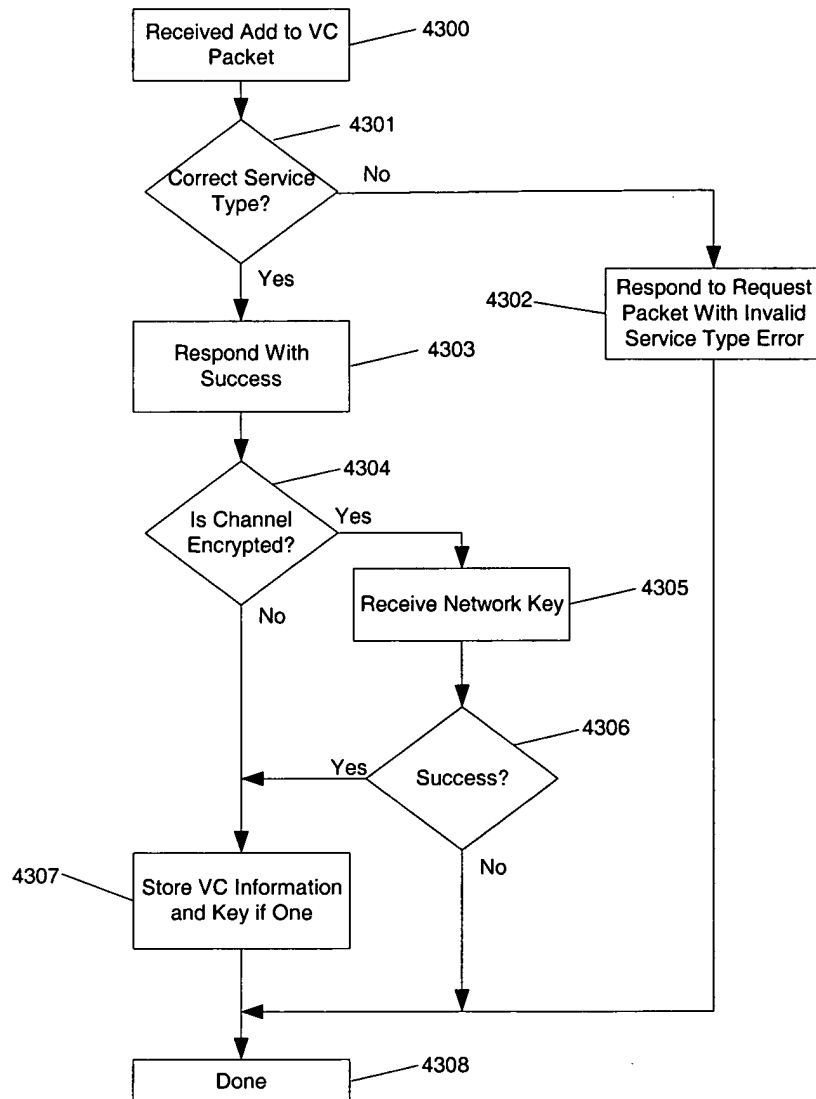 Received Add to VC
Packet
4300
4301
Correct Service
Type?
No
Yes
4302
Respond to Request
Packet With Invalid
Service Type Error
Respond With
Success
4303
4304
Is Channel
Encrypted?
Yes
No
Receive Network Key
4305
4306
Success?
Yes
No
4307
Store VC Information
and Key if One
Done
4308